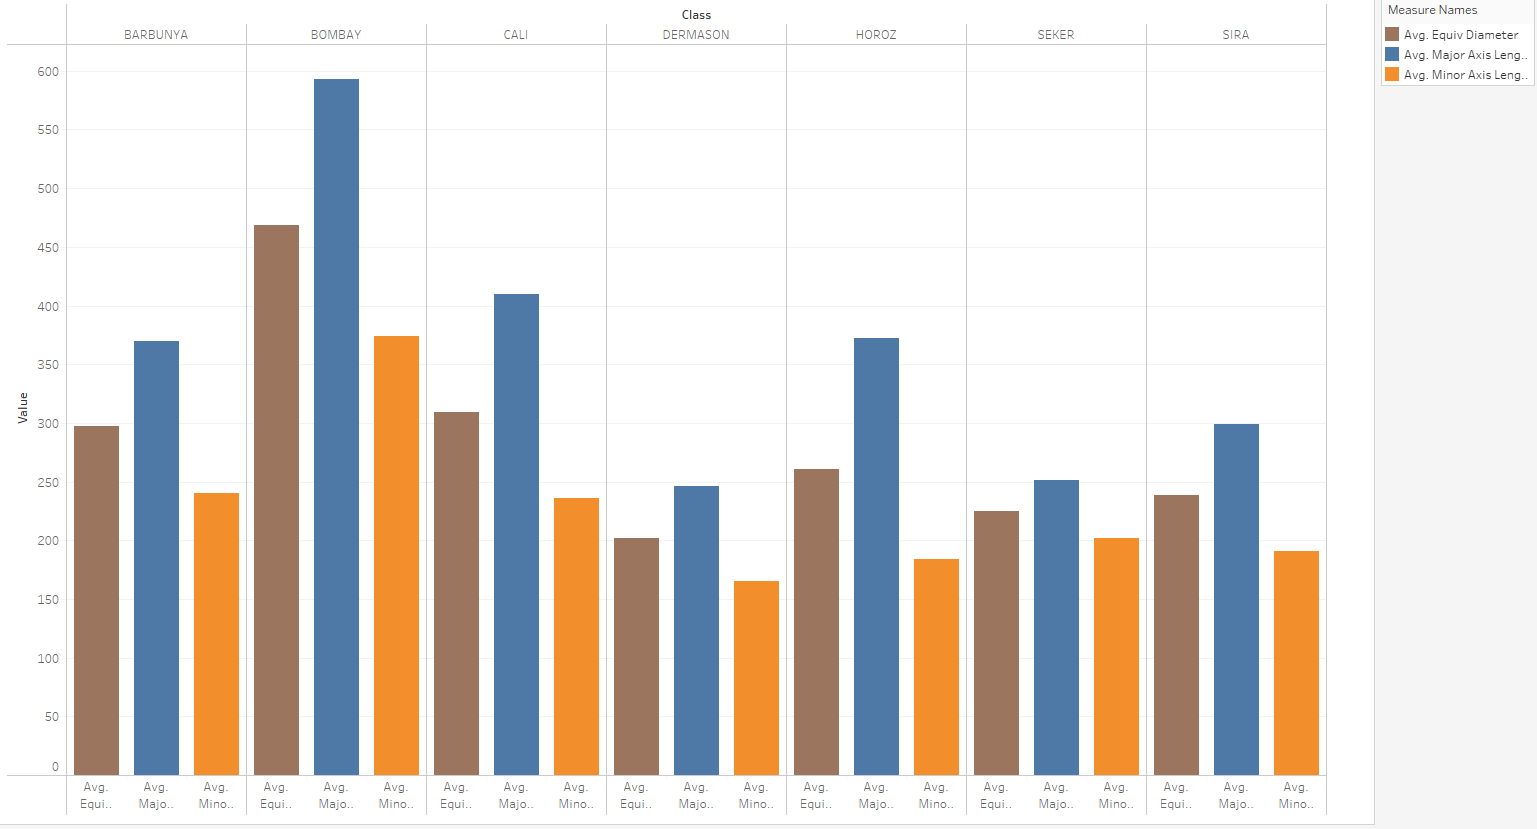 Class
BARBUNYA BOMBAY CALI DERMASON HOROZ SEKER SIRA
600
550
500
450
400
350
300
250
200
150
100
50
0
Value
Avg. Avg. Avg. Avg. Avg. Avg. Avg. Avg. Avg. Avg. Avg. Avg. Avg. Avg. Avg. Avg. Avg. Avg. Avg. Avg. Avg.
Equi.. Majo.. Mino.. Equi.. Majo.. Mino.. Equi.. Majo.. Mino.. Equi.. Majo.. Mino.. Equi.. Majo.. Mino.. Equi.. Majo.. Mino.. Equi.. Majo.. Mino..
Measure Names
Avg. Equiv Diameter
Avg. Major Axis Leng..
Avg. Minor Axis Leng..